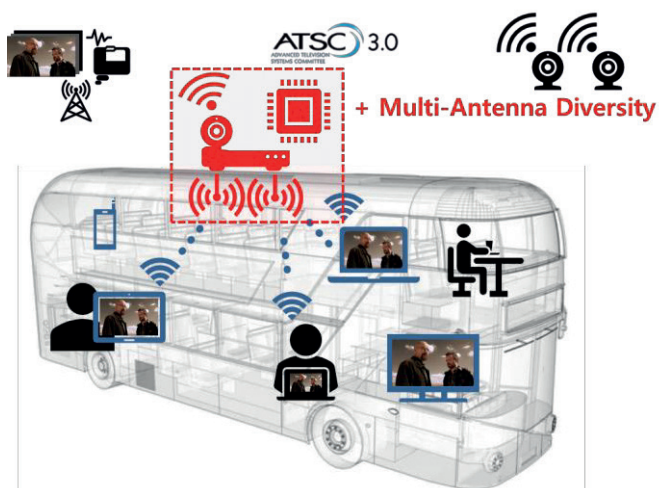 ATSC 3.0
ADVANCED TELEVISION
SYSTEMS COMMITTEE
+ Multi-Antenna Diversity